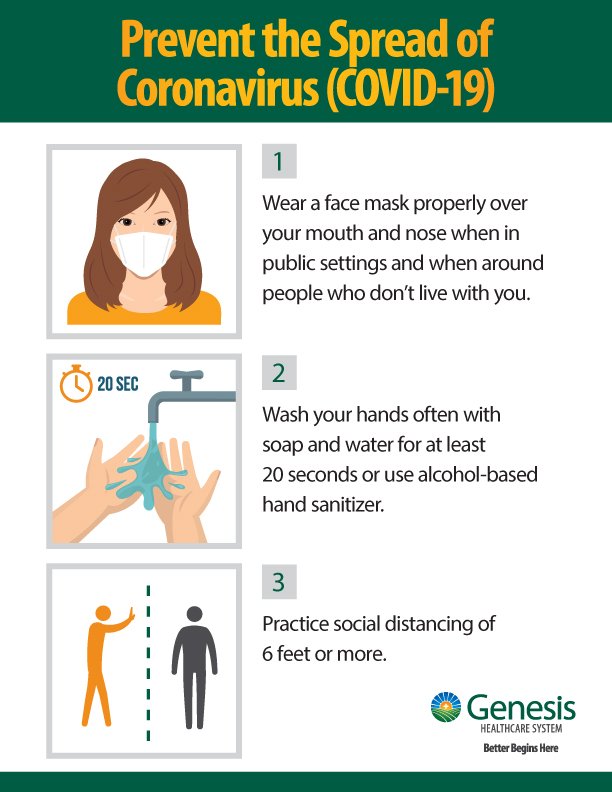 Prevent the Spread of
Coronavirus (COVID-19)
1
Wear a face mask properly over
your mouth and nose when in
public settings and when around
people who don’t live with you.
20 SEC
2
Wash your hands often with
soap and water for at least
20 seconds or use alcohol-based
hand sanitizer.
3
Practice social distancing of
6 feet or more.
Genesis
HEALTHCARE SYSTEM
Better Begins Here